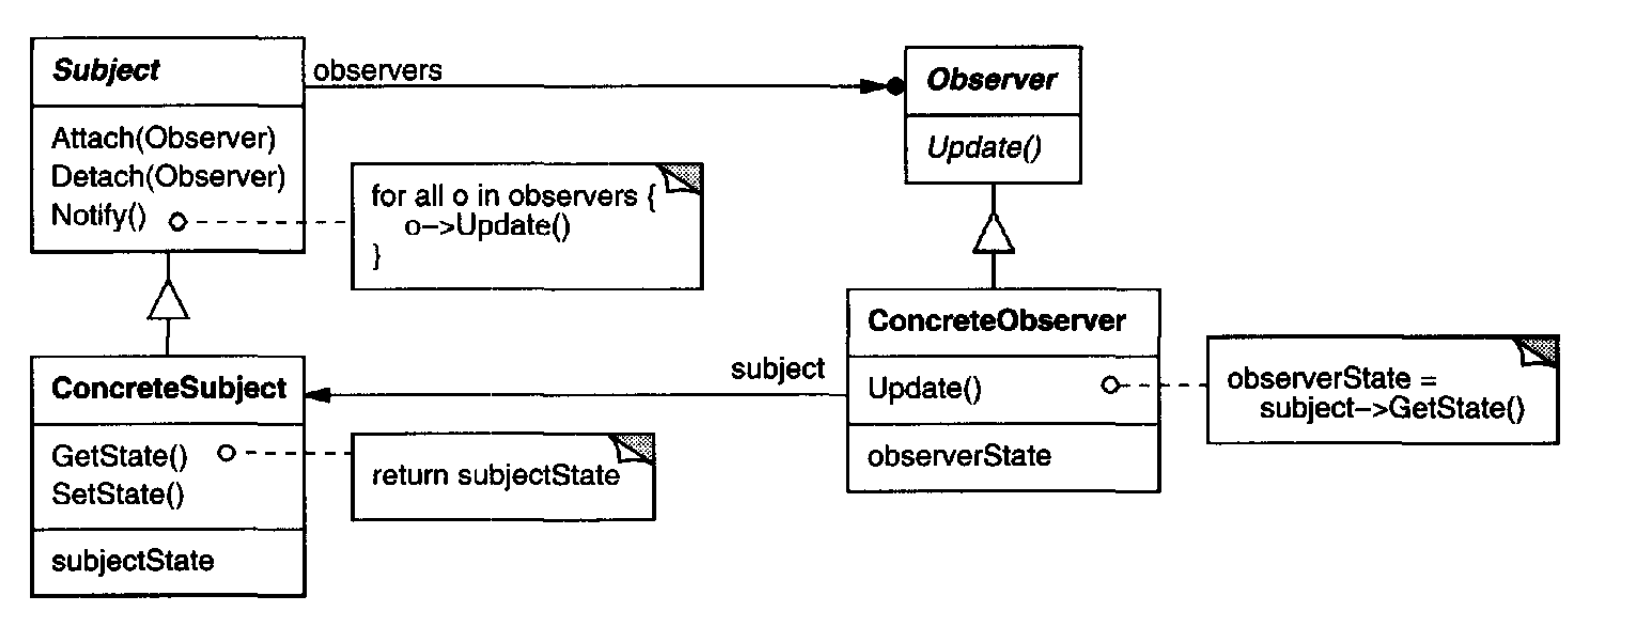 Subject
observers
Observer
Attach(Observer)
Detach(Observer)
Notify()
for all o in observers {
o–>Update()
}
Update()
ConcreteSubject
GetState()
SetState()
subjectState
return subjectState
subject
ConcreteObserver
Update()
observerState
observerState =
subject–>GetState()